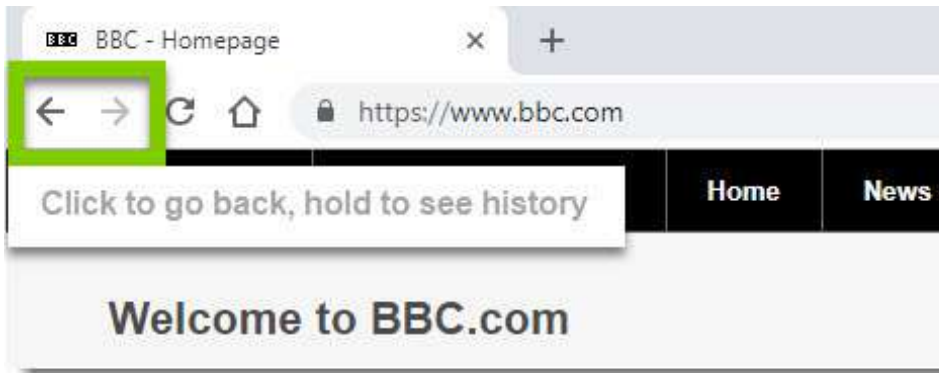 BBC BBC - Homepage
https://www.bbc.com
Click to go back, hold to see history
Home News
Welcome to BBC.com